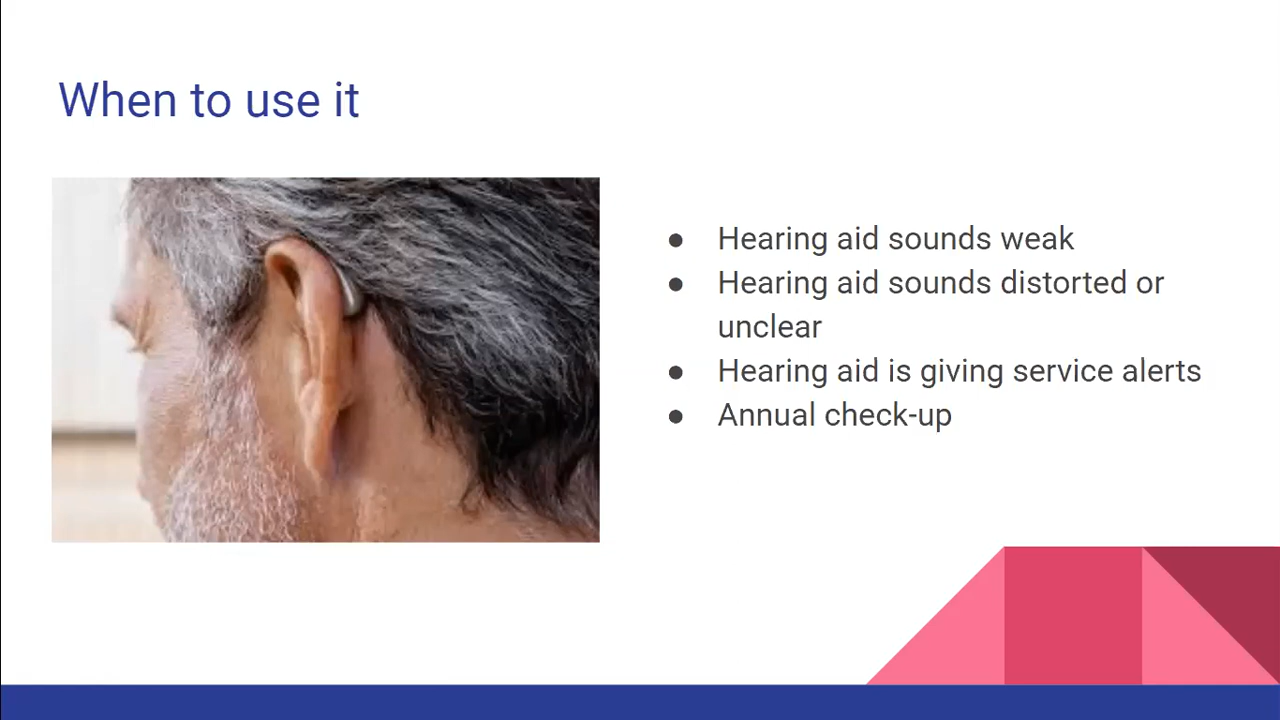 When to use it
● Hearing aid sounds weak
● Hearing aid sounds distorted or
unclear
● Hearing aid is giving service alerts
● Annual check-up